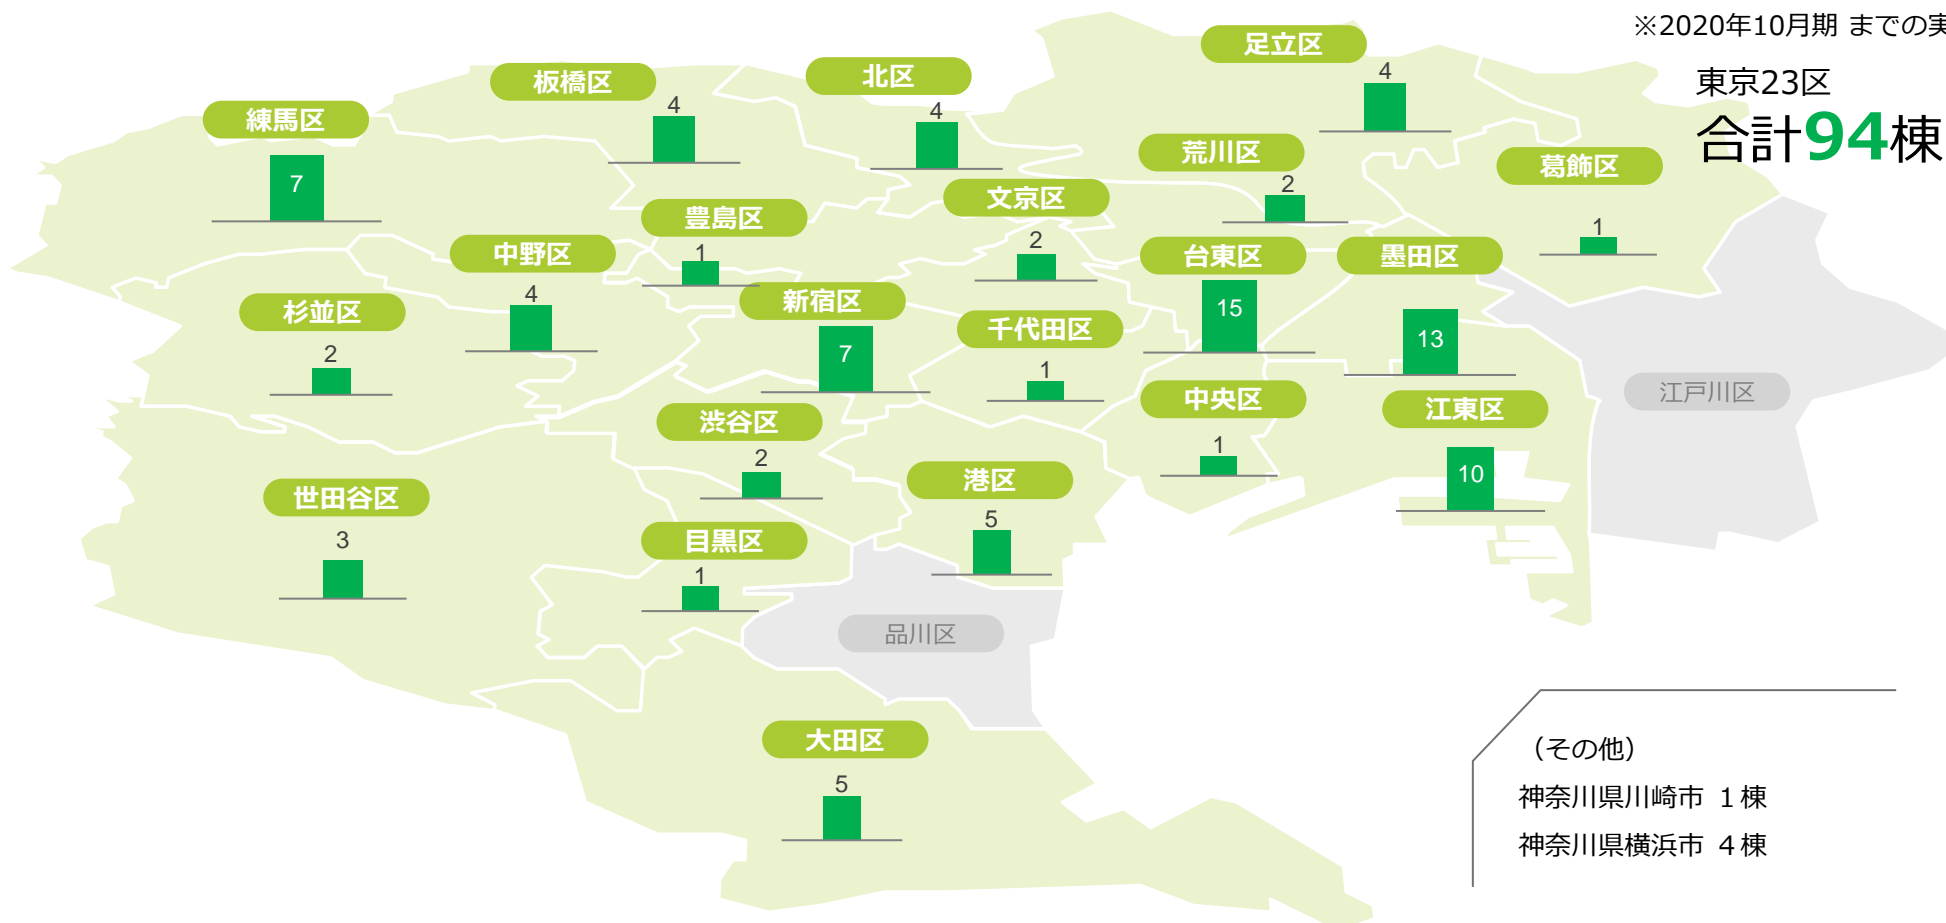 ※2020年10月期 までの実
東京23区
合計94棟
足立区
4
北区
4
板橋区
4
練馬区
7
荒川区
2
葛飾区
1
文京区
2
豊島区
1
中野区
4
台東区
15
墨田区
13
杉並区
2
新宿区
7
千代田区
1
江戸川区
中央区
1
江東区
10
渋谷区
2
港区
5
世田谷区
3
目黒区
1
品川区
大田区
5
（その他）
神奈川県川崎市 １棟
神奈川県横浜市 ４棟